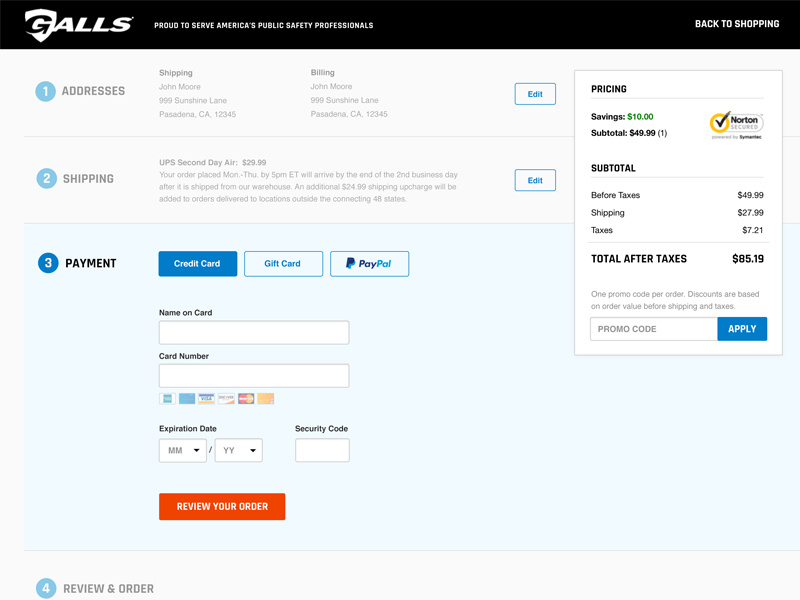 GALLS
PROUD TO SERVE AMERICA'S PUBLIC SAFETY PROFESSIONALS
BACK TO SHOPPING
1 ADDRESSES
Shipping
John Moore
999 Sunshine Lane
Pasadena, CA, 12345
Billing
John Moore
999 Sunshine Lane
Pasadena, CA, 12345
Edit
2 SHIPPING
UPS Second Day Air: $29.99
Your order placed Mon.-Thu. by 5pm ET will arrive by the end of the 2nd business day
after it is shipped from our warehouse. An additional $24.99 shipping upcharge will be
added to orders delivered to locations outside the connecting 48 states.
Edit
3 PAYMENT
Credit Card
Gift Card
PayPal
Name on Card
Card Number
VISA
Expiration Date
Security Code
MM
/
YY
REVIEW YOUR ORDER
4 REVIEW & ORDER
PRICING
Savings: $10.00
Subtotal: $49.99 (1)
Norton
SECURED
powered by Symantec
SUBTOTAL
Before Taxes $49.99
Shipping $27.99
Taxes $7.21
TOTAL AFTER TAXES $85.19
One promo code per order. Discounts are based
on order value before shipping and taxes.
PROMO CODE
APPLY